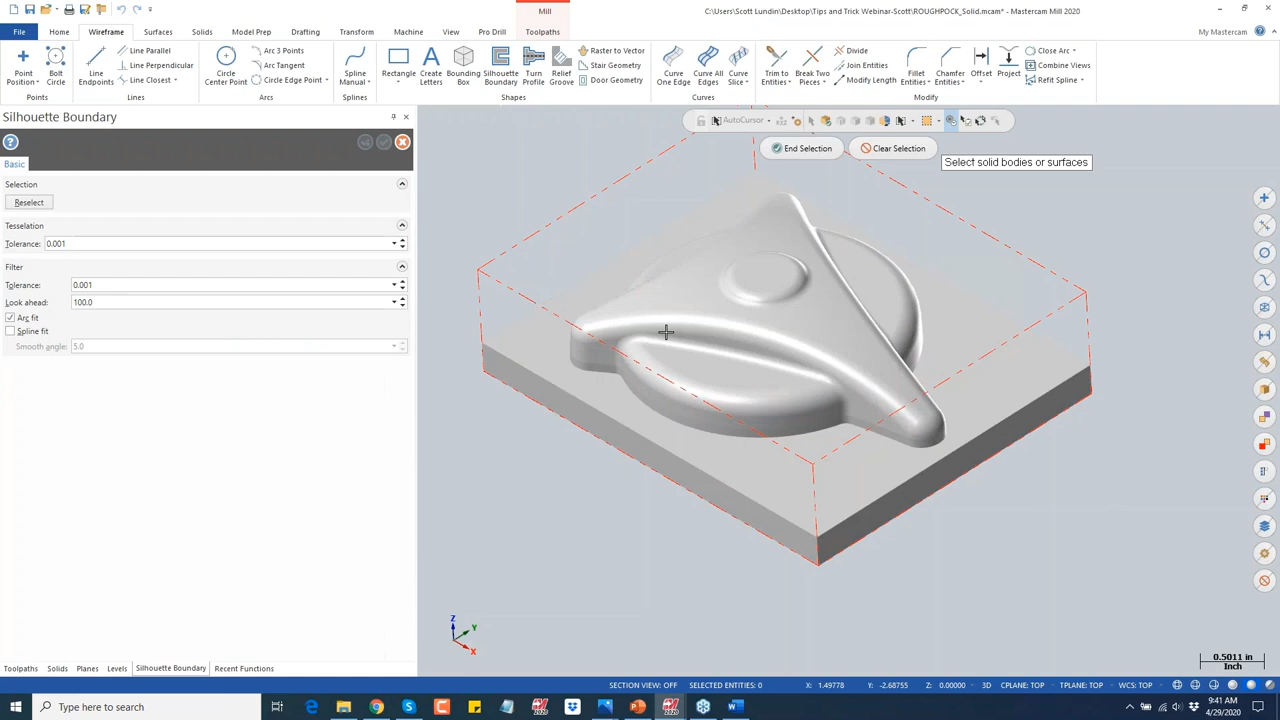 Mill
C:\Users\Scott Lundin\Desktop\Tips and Trick Webinar-Scott\ROUGHPOCK_Solid.mcam* - Mastercam Mill 2020
File Home Wireframe Surfaces Solids Model Prep Drafting Transform Machine View Pro Drill Toolpaths My Mastercam
Point Position
Bolt Circle
Points
Line Endpoints
Line Parallel
Line Perpendicular
Line Closest
Lines
Circle Center Point
Arc 3 Points
Arc Tangent
Circle Edge Point
Arcs
Spline Manual
Splines
Rectangle
Create Letters
Bounding Box
Silhouette Boundary
Turn Profile
Relief Groove
Raster to Vector
Stair Geometry
Door Geometry
Shapes
Curve One Edge
Curve All Edges
Curve Slice
Curves
Trim to Entities
Break Two Pieces
Divide
Join Entities
Modify Length
Fillet Entities
Chamfer Entities
Offset
Project
Close Arc
Combine Views
Refit Spline
Modify
Silhouette Boundary
Basic
Selection
Reselect
Tesselation
Tolerance: 0.001
Filter
Tolerance: 0.001
Look ahead: 100.0
Arc fit
Spline fit
Smooth angle: 5.0
AutoCursor
End Selection Clear Selection
Select solid bodies or surfaces
Z
Y
X
0.5011 in
Inch
Toolpaths Solids Planes Levels Silhouette Boundary Recent Functions
SECTION VIEW: OFF SELECTED ENTITIES: 0 X: 1.49778 Y: -2.68755 Z: 0.00000 3D CPLANE: TOP TPLANE: TOP WCS: TOP
Type here to search
9:41 AM
4/29/2020